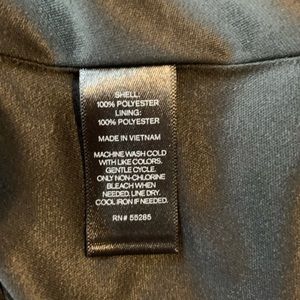 SHELL:
100% POLYESTER
LINING:
100% POLYESTER
MADE IN VIETNAM
MACHINE WASH COLD
WITH LIKE COLORS.
GENTLE CYCLE.
ONLY NON-CHLORINE
BLEACH WHEN
NEEDED. LINE DRY.
COOL IRON IF NEEDED.
RN# 55285